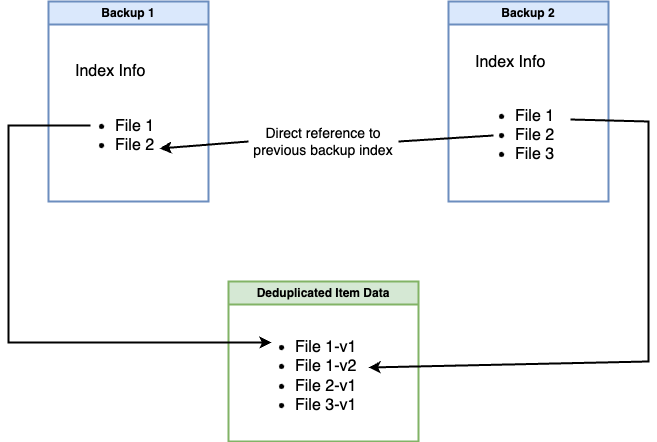 Backup 1
Index Info
• File 1
• File 2
Direct reference to
previous backup index
Backup 2
Index Info
• File 1
• File 2
• File 3
Deduplicated Item Data
• File 1-v1
• File 1-v2
• File 2-v1
• File 3-v1